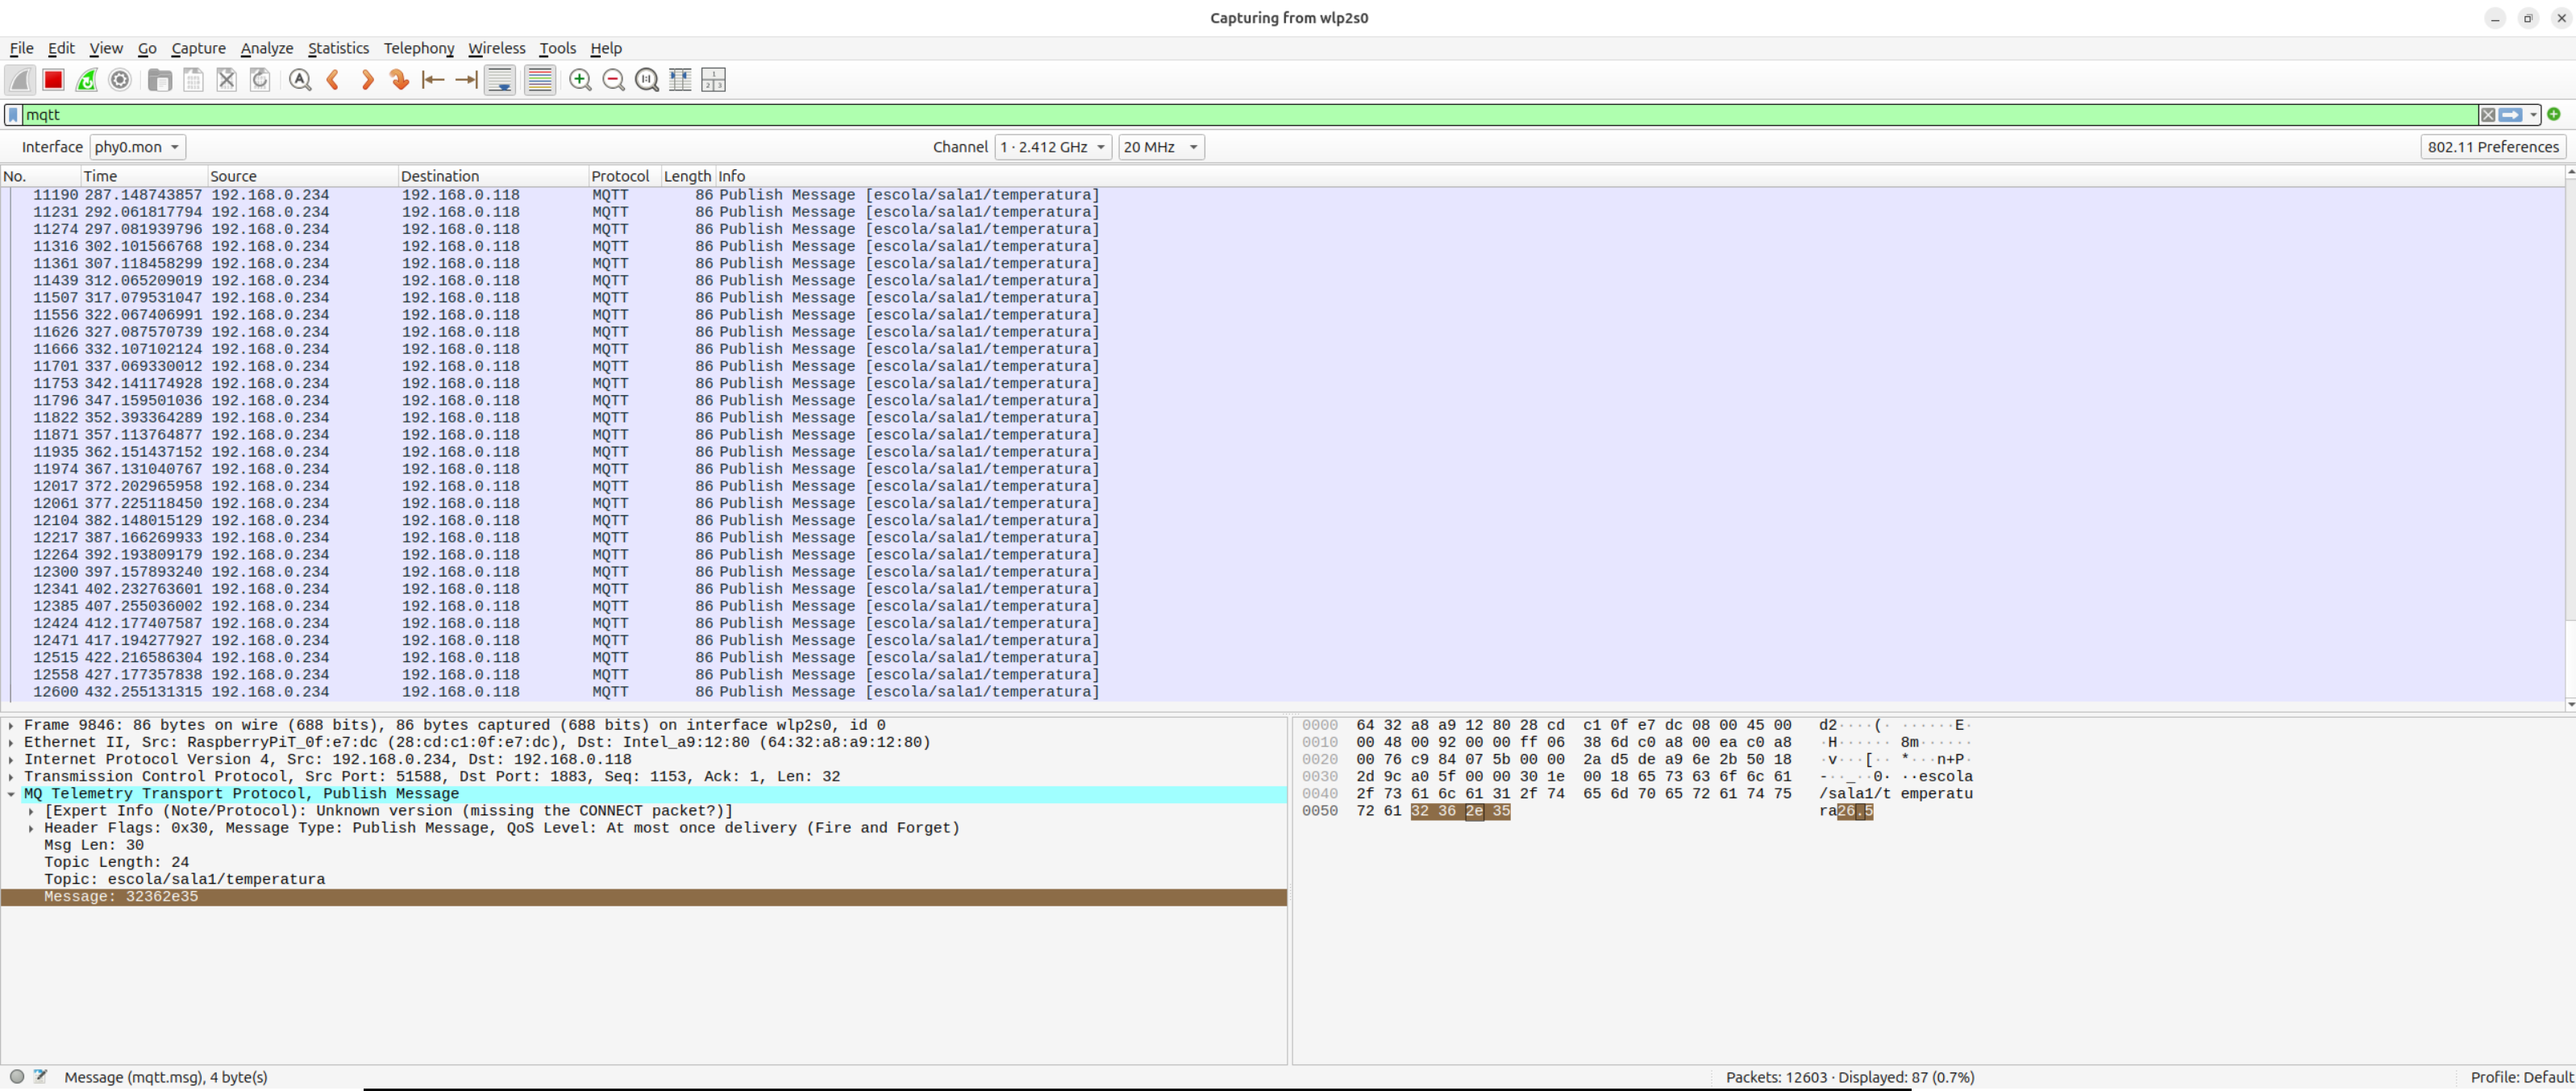 Capturing from wlp2s0
File Edit View Go Capture Analyze Statistics Telephony Wireless Tools Help
mqtt
Interface phy0.mon Channel 1 · 2.412 GHz 20 MHz 802.11 Preferences
No. Time Source Destination Protocol Length Info
11190 287.148743857 192.168.0.234 192.168.0.118 MQTT 86 Publish Message [escola/sala1/temperatura]
11231 292.061817794 192.168.0.234 192.168.0.118 MQTT 86 Publish Message [escola/sala1/temperatura]
11274 297.081939796 192.168.0.234 192.168.0.118 MQTT 86 Publish Message [escola/sala1/temperatura]
11316 302.101566768 192.168.0.234 192.168.0.118 MQTT 86 Publish Message [escola/sala1/temperatura]
11361 307.118458299 192.168.0.234 192.168.0.118 MQTT 86 Publish Message [escola/sala1/temperatura]
11439 312.065209019 192.168.0.234 192.168.0.118 MQTT 86 Publish Message [escola/sala1/temperatura]
11507 317.079531047 192.168.0.234 192.168.0.118 MQTT 86 Publish Message [escola/sala1/temperatura]
11556 322.067406991 192.168.0.234 192.168.0.118 MQTT 86 Publish Message [escola/sala1/temperatura]
11626 327.087570739 192.168.0.234 192.168.0.118 MQTT 86 Publish Message [escola/sala1/temperatura]
11666 332.107102124 192.168.0.234 192.168.0.118 MQTT 86 Publish Message [escola/sala1/temperatura]
11701 337.069330012 192.168.0.234 192.168.0.118 MQTT 86 Publish Message [escola/sala1/temperatura]
11753 342.141174928 192.168.0.234 192.168.0.118 MQTT 86 Publish Message [escola/sala1/temperatura]
11796 347.159501036 192.168.0.234 192.168.0.118 MQTT 86 Publish Message [escola/sala1/temperatura]
11822 352.393364289 192.168.0.234 192.168.0.118 MQTT 86 Publish Message [escola/sala1/temperatura]
11871 357.113764877 192.168.0.234 192.168.0.118 MQTT 86 Publish Message [escola/sala1/temperatura]
11935 362.151437152 192.168.0.234 192.168.0.118 MQTT 86 Publish Message [escola/sala1/temperatura]
11974 367.131040767 192.168.0.234 192.168.0.118 MQTT 86 Publish Message [escola/sala1/temperatura]
12017 372.202965958 192.168.0.234 192.168.0.118 MQTT 86 Publish Message [escola/sala1/temperatura]
12061 377.225118450 192.168.0.234 192.168.0.118 MQTT 86 Publish Message [escola/sala1/temperatura]
12104 382.148015129 192.168.0.234 192.168.0.118 MQTT 86 Publish Message [escola/sala1/temperatura]
12217 387.166269933 192.168.0.234 192.168.0.118 MQTT 86 Publish Message [escola/sala1/temperatura]
12264 392.193809179 192.168.0.234 192.168.0.118 MQTT 86 Publish Message [escola/sala1/temperatura]
12300 397.157893240 192.168.0.234 192.168.0.118 MQTT 86 Publish Message [escola/sala1/temperatura]
12341 402.232763601 192.168.0.234 192.168.0.118 MQTT 86 Publish Message [escola/sala1/temperatura]
12385 407.255036002 192.168.0.234 192.168.0.118 MQTT 86 Publish Message [escola/sala1/temperatura]
12424 412.177407587 192.168.0.234 192.168.0.118 MQTT 86 Publish Message [escola/sala1/temperatura]
12471 417.194277927 192.168.0.234 192.168.0.118 MQTT 86 Publish Message [escola/sala1/temperatura]
12515 422.216586304 192.168.0.234 192.168.0.118 MQTT 86 Publish Message [escola/sala1/temperatura]
12558 427.177357838 192.168.0.234 192.168.0.118 MQTT 86 Publish Message [escola/sala1/temperatura]
12600 432.255131315 192.168.0.234 192.168.0.118 MQTT 86 Publish Message [escola/sala1/temperatura]
Frame 9846: 86 bytes on wire (688 bits), 86 bytes captured (688 bits) on interface wlp2s0, id 0
Ethernet II, Src: RaspberryPiT_0f:e7:dc (28:cd:c1:0f:e7:dc), Dst: Intel_a9:12:80 (64:32:a8:a9:12:80)
Internet Protocol Version 4, Src: 192.168.0.234, Dst: 192.168.0.118
Transmission Control Protocol, Src Port: 51588, Dst Port: 1883, Seq: 1153, Ack: 1, Len: 32
MQ Telemetry Transport Protocol, Publish Message
[Expert Info (Note/Protocol): Unknown version (missing the CONNECT packet?)]
Header Flags: 0x30, Message Type: Publish Message, QoS Level: At most once delivery (Fire and Forget)
Msg Len: 30
Topic Length: 24
Topic: escola/sala1/temperatura
Message: 32362e35
0000 64 32 a8 a9 12 80 28 cd c1 0f e7 dc 08 00 45 00 d2····(· ······E·
0010 00 48 00 92 00 00 ff 06 38 6d c0 a8 00 ea c0 a8 ·H······ 8m······
0020 00 76 c9 84 07 5b 00 00 2a d5 de a9 6e 2b 50 18 ·v···[·· *···n+P·
0030 2d 9c a0 5f 00 00 30 1e 00 18 65 73 63 6f 6c 61 -··_··0· ··escola
0040 2f 73 61 6c 61 31 2f 74 65 6d 70 65 72 61 74 75 /sala1/t emperatu
0050 72 61 32 36 2e 35 ra26.5
Message (mqtt.msg), 4 byte(s) Packets: 12603 · Displayed: 87 (0.7%) Profile: Default